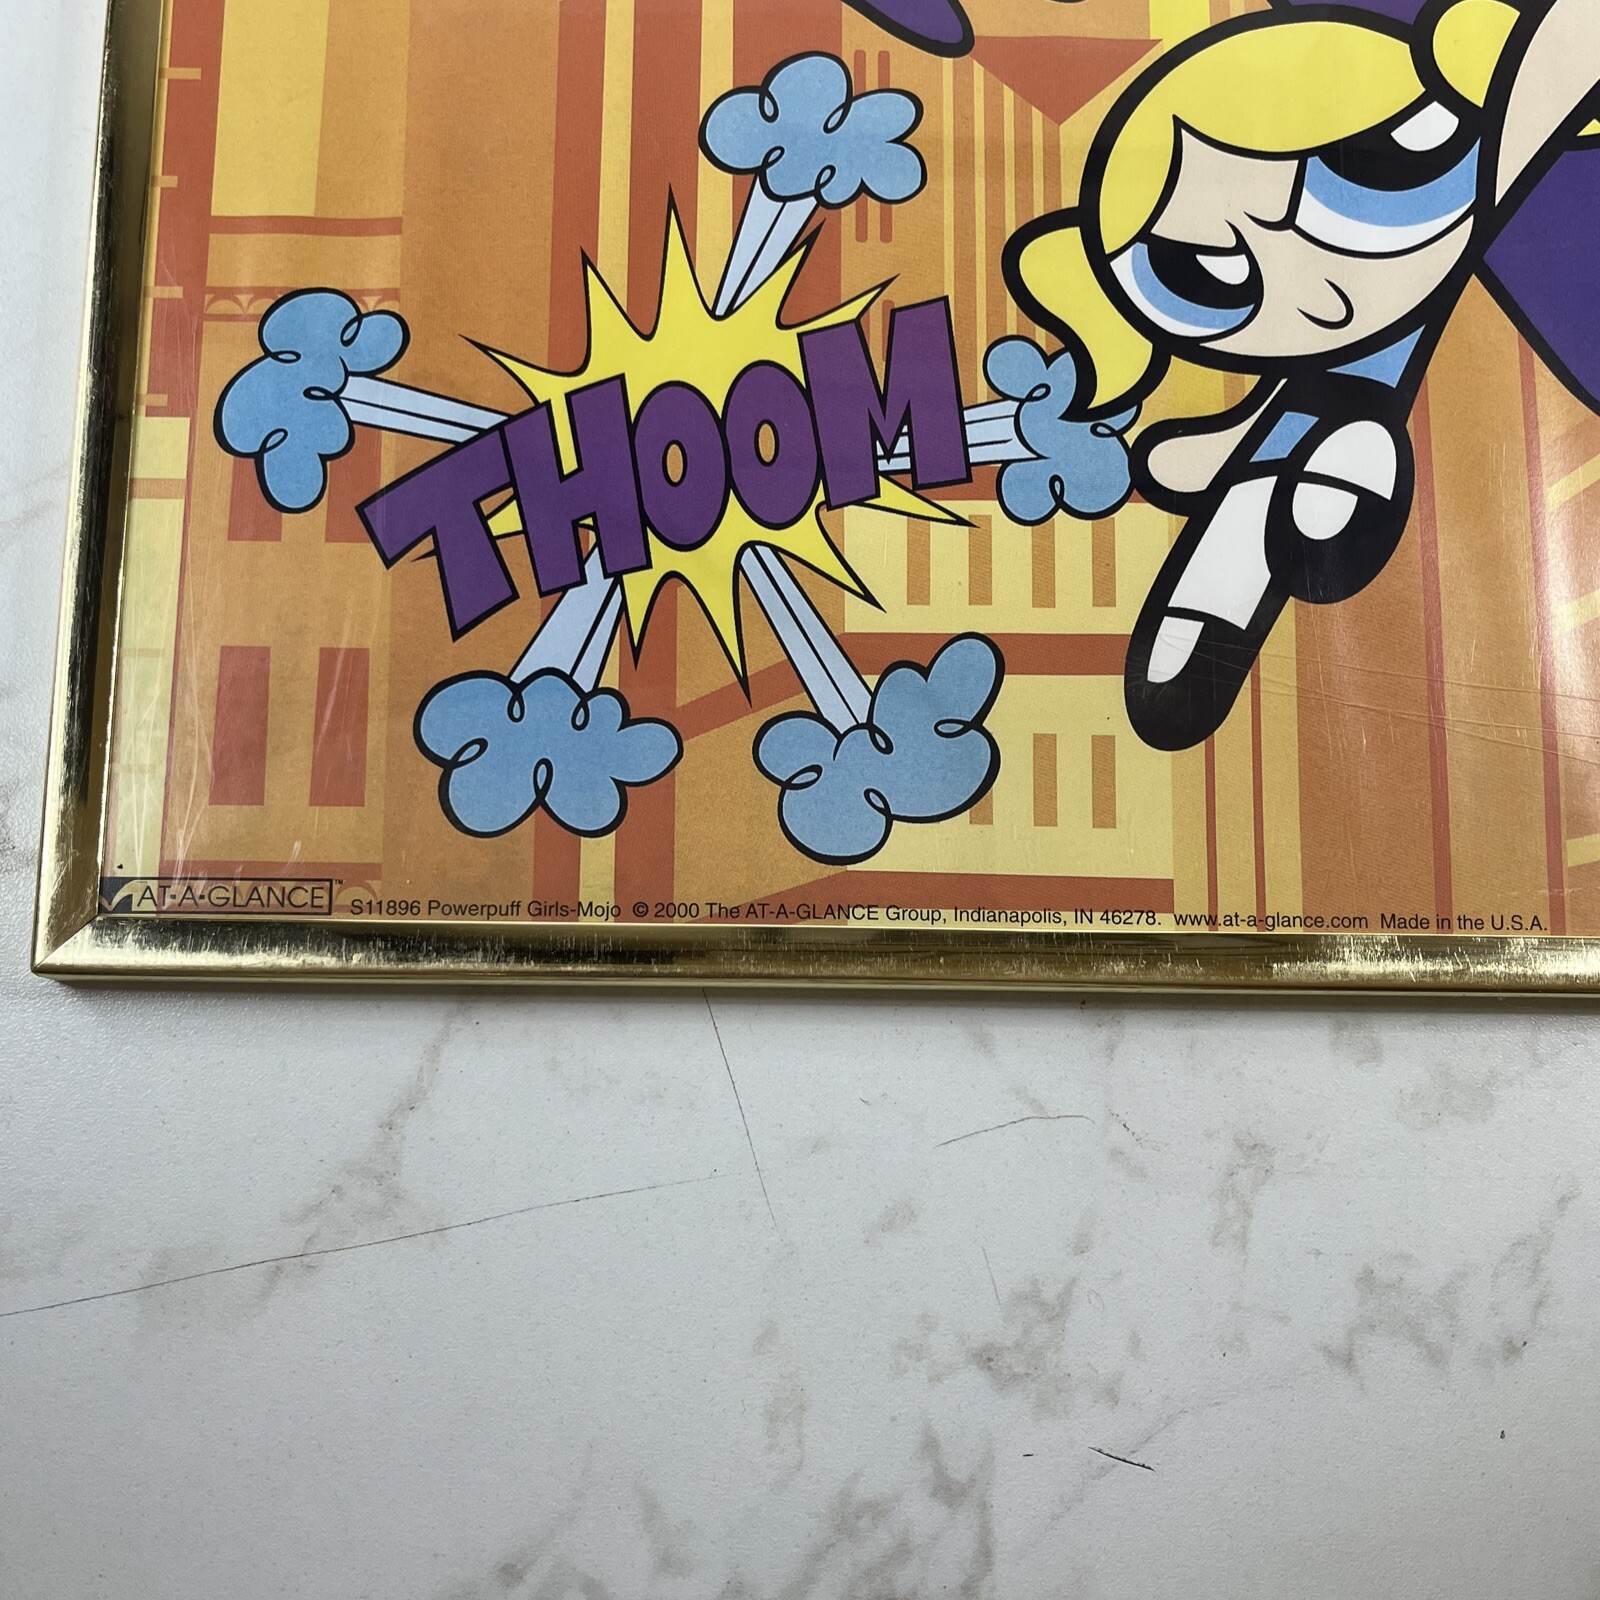 THOOM
AT-A-GLANCE™ S11896 Powerpuff Girls-Mojo © 2000 The AT-A-GLANCE Group, Indianapolis, IN 46278. www.at-a-glance.com Made in the U.S.A.